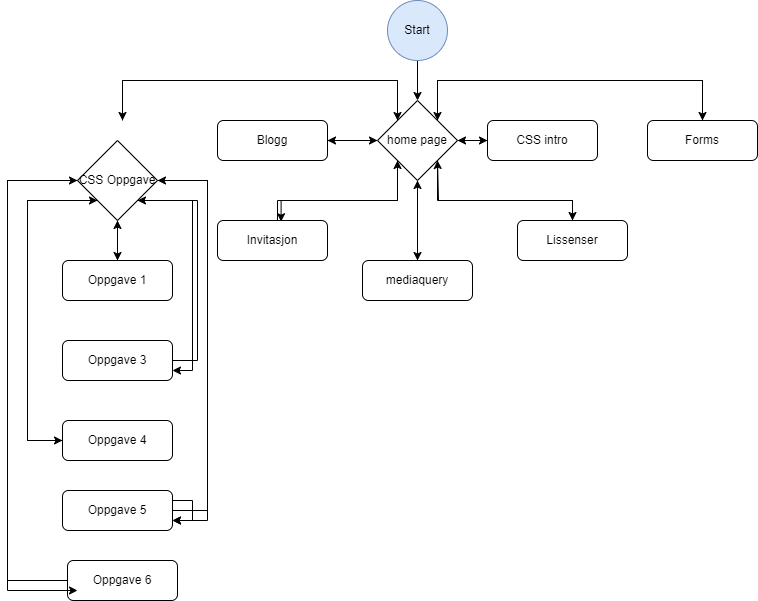 Start
Blogg
home page
CSS intro
Forms
CSS Oppgave
Invitasjon
Lissenser
Oppgave 1
mediaquery
Oppgave 3
Oppgave 4
Oppgave 5
Oppgave 6